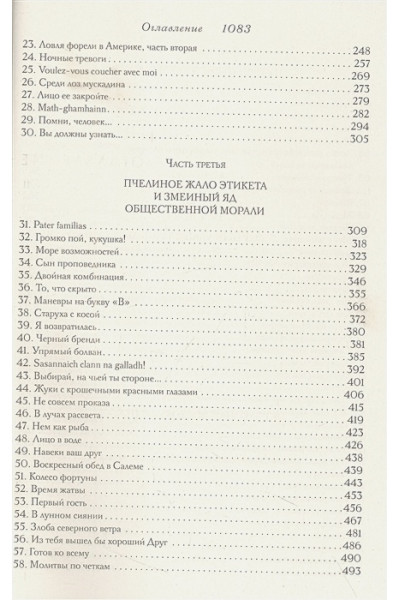 Оглавление 1083
23. Ловля форели в Америке, часть вторая 248
24. Ночные тревоги 257
25. Voulez-vous coucher avec moi 269
26. Среди лоз мускадина 273
27. Лицо ее закройте 279
28. Math-ghamhainn 282
29. Помни, человек... 294
30. Вы должны узнать... 305
Часть третья
ПЧЕЛИНОЕ ЖАЛО ЭТИКЕТА
И ЗМЕИНЫЙ ЯД
ОБЩЕСТВЕННОЙ МОРАЛИ
31. Pater familias 309
32. Громко пой, кукушка! 318
33. Море возможностей 323
34. Сын проповедника 329
35. Двойная комбинация 346
36. То, что скрыто 355
37. Маневры на букву «В» 366
38. Старуха с косой 372
39. Я возвратилась 380
40. Черный бренди 381
41. Упрямый болван 385
42. Sasannaich clann na galladh! 392
43. Выбирай, на чьей ты стороне... 401
44. Жуки с крошечными красными глазами 406
45. Не совсем проказа 415
46. В лучах рассвета 419
47. Нем как рыба 423
48. Лицо в воде 426
49. Навеки ваш друг 438
50. Воскресный обед в Салеме 439
51. Колесо фортуны 443
52. Время жатвы 453
53. Первый гость 456
54. В лунном сиянии 467
55. Злоба северного ветра 481
56. Из тебя вышел бы хороший Друг 486
57. Готов ко всему 490
58. Молитвы по четкам 493